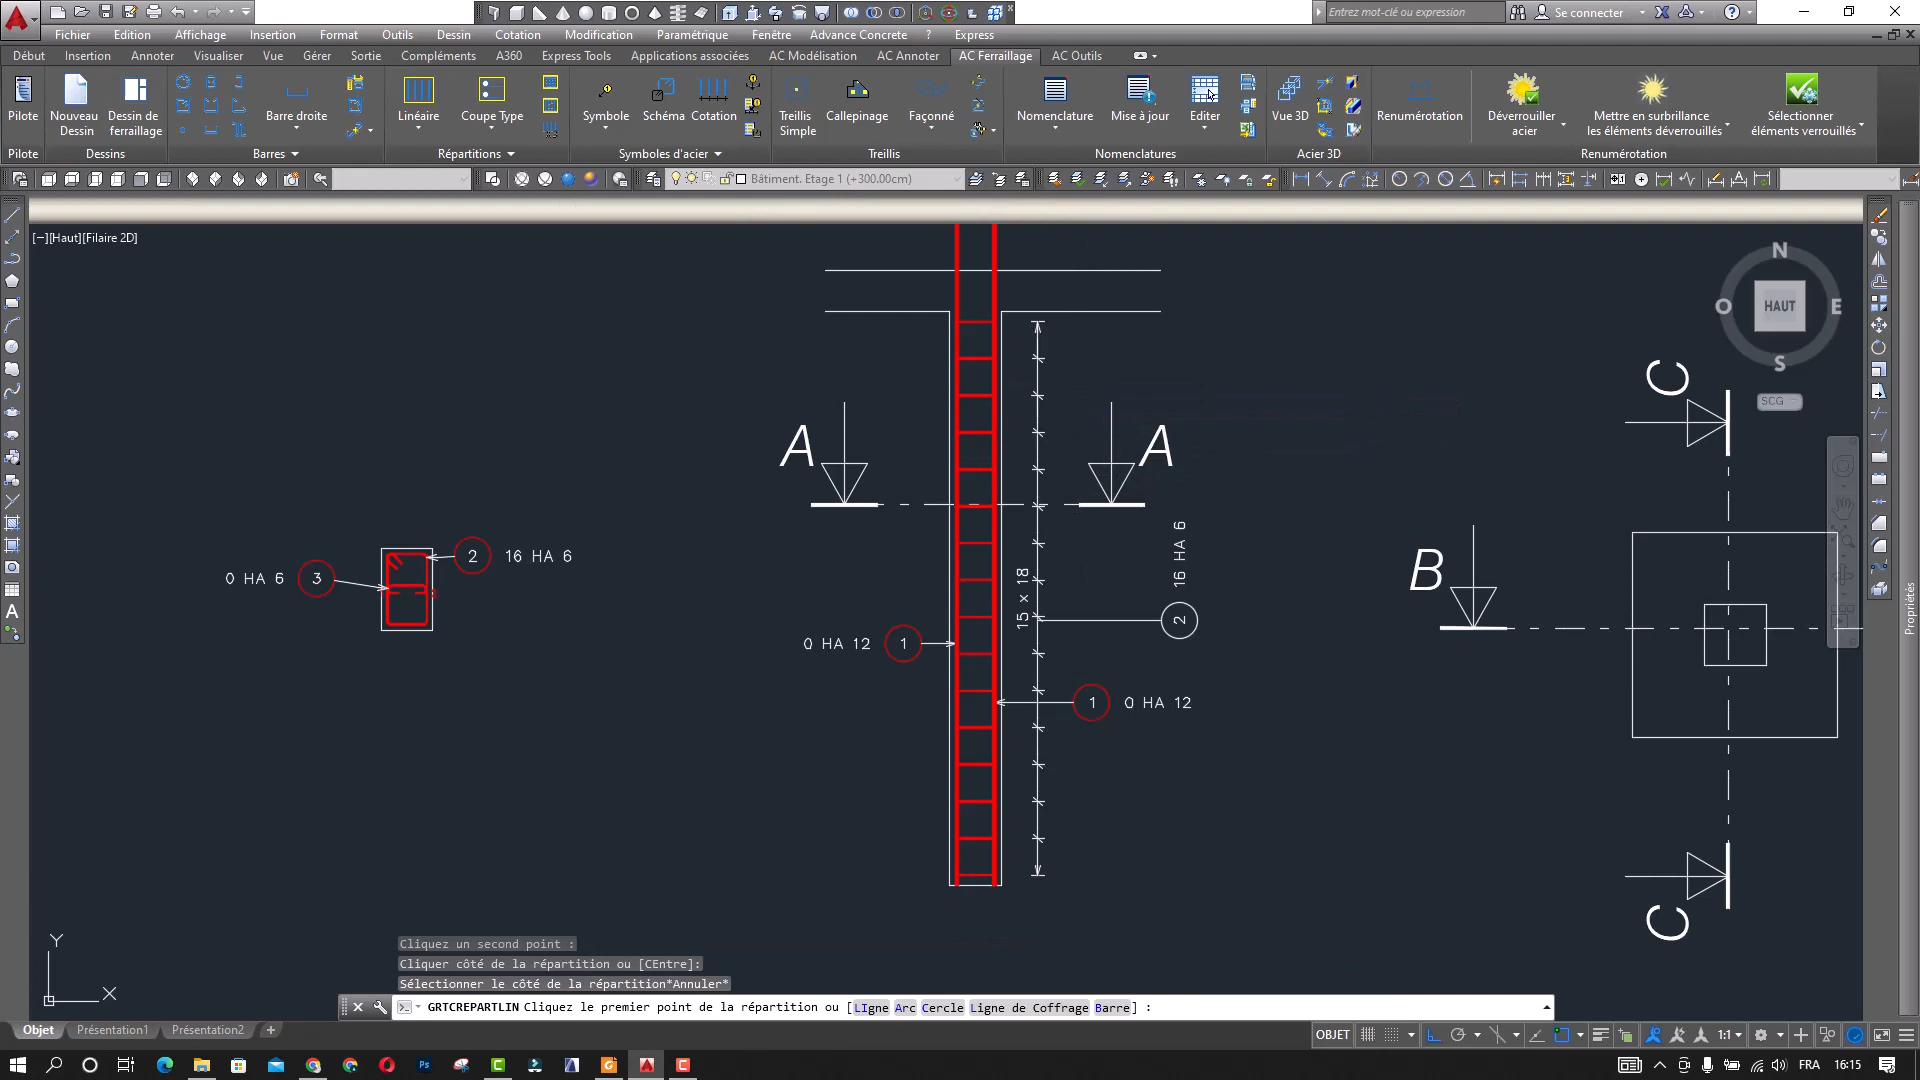 Entrez mot-clé ou expression
Se connecter
Fichier Edition Affichage Insertion Format Outils Dessin Cotation Modification Paramétrique Fenêtre Advance Concrete ? Express
Début Insertion Annoter Visualiser Vue Gérer Sortie Compléments A360 Express Tools Applications associées AC Modélisation AC Annoter AC Ferraillage AC Outils
Pilote
Nouveau Dessin
Dessin de ferraillage
Barre droite
Linéaire
Coupe Type
Symbole
Schéma
Cotation
Treillis Simple
Callepinage
Façonné
Nomenclature
Mise à jour
Editer
Vue 3D
Renumérotation
Déverrouiller acier
Mettre en surbrillance les éléments déverrouillés
Sélectionner éléments verrouillés
Pilote Dessins Barres Répartitions Symboles d'acier Treillis Nomenclatures Acier 3D Renumérotation
Bâtiment. Etage 1 (+300.00cm)
[−][Haut][Filaire 2D]
N
O HAUT E
S
SCG
Propriétés
C
A A
B
0 HA 6 3
2 16 HA 6
15 x 18
16 HA 6
2
0 HA 12 1
1 0 HA 12
C
Y
X
Cliquez un second point :
Cliquer côté de la répartition ou [CEntre]:
Sélectionner le côté de la répartition*Annuler*
GRTCREPARTLIN Cliquez le premier point de la répartition ou [LIgne Arc Cercle Ligne de Coffrage Barre] :
Objet Présentation1 Présentation2 +
OBJET 1:1
A
Ps
FRA 16:15